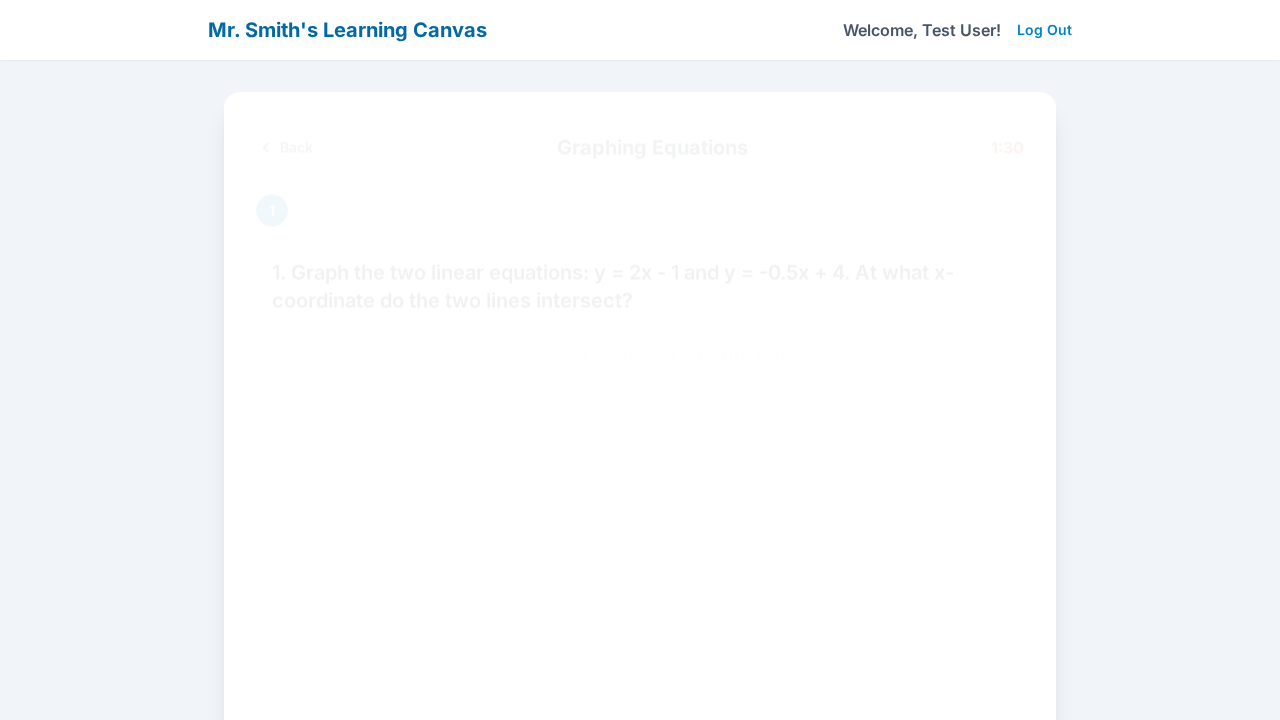 Mr. Smith's Learning Canvas
Welcome, Test User!
Log Out
Back
Graphing Equations
1:30
1
1. Graph the two linear equations: y = 2x - 1 and y = -0.5x + 4. At what x-
coordinate do the two lines intersect?